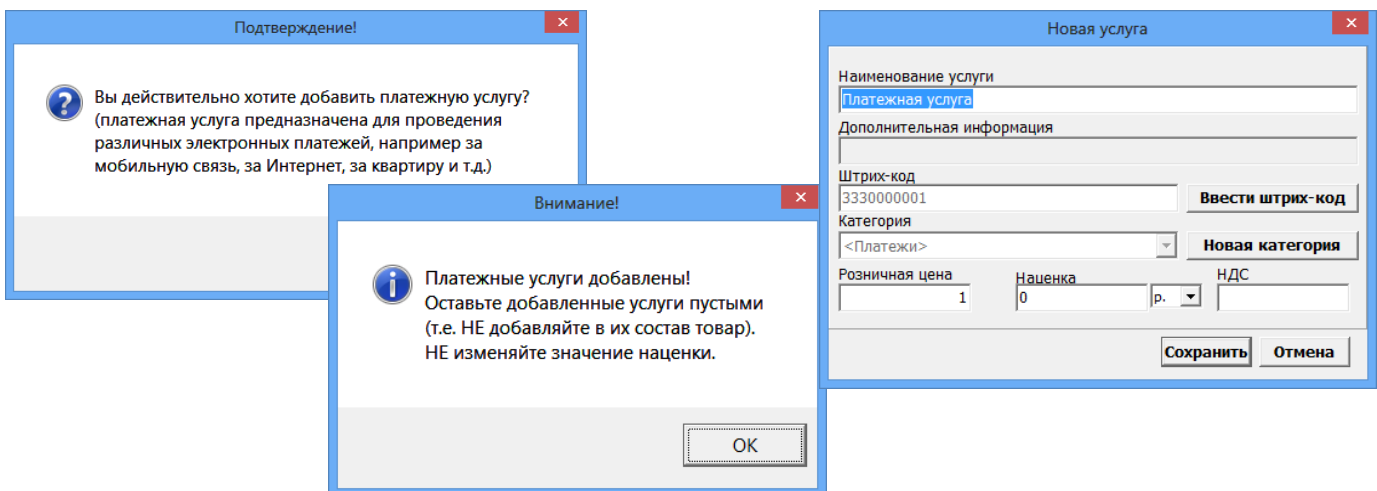 Подтверждение!
Вы действительно хотите добавить платежную услугу?
(платежная услуга предназначена для проведения
различных электронных платежей, например за
мобильную связь, за Интернет, за квартиру и т.д.)
Внимание!
Платежные услуги добавлены!
Оставьте добавленные услуги пустыми
(т.е. НЕ добавляйте в их состав товар).
НЕ изменяйте значение наценки.
OK
Новая услуга
Наименование услуги
Платежная услуга
Дополнительная информация
Штрих-код
3330000001
Ввести штрих-код
Категория
<Платежи>
Новая категория
Розничная цена Наценка НДС
1 0 р.
Сохранить Отмена